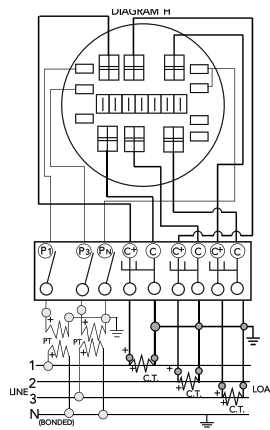 DIAGRAM H
P1 P3 PN C+ C C+ C C+ C
+ +
PT PT
+ + +
1
C.T.
2
C.T.
LINE 3 LOA
C.T.
N
(BONDED)